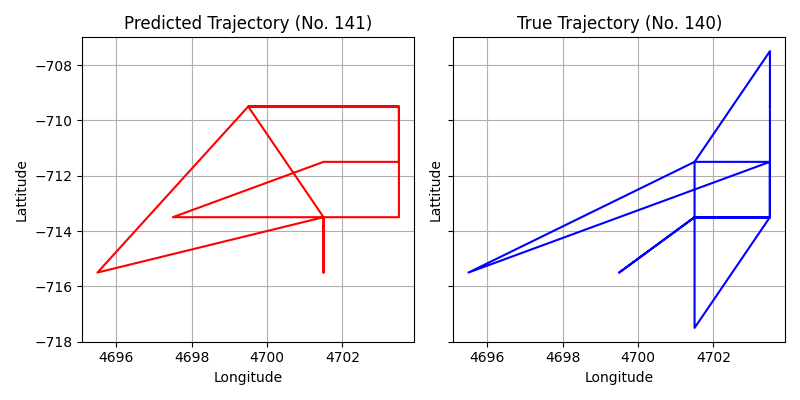 Predicted Trajectory (No. 141)
True Trajectory (No. 140)
−708
−710
−712
−714
−716
−718
Lattitude
Lattitude
4696
4698
4700
4702
4696
4698
4700
4702
Longitude
Longitude